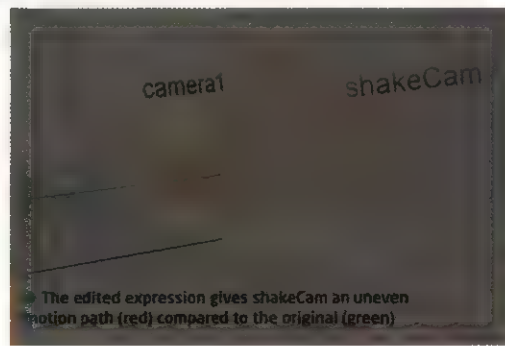 camera1 shakeCam
The edited expression gives shakeCam an uneven
motion path (red) compared to the original (green)